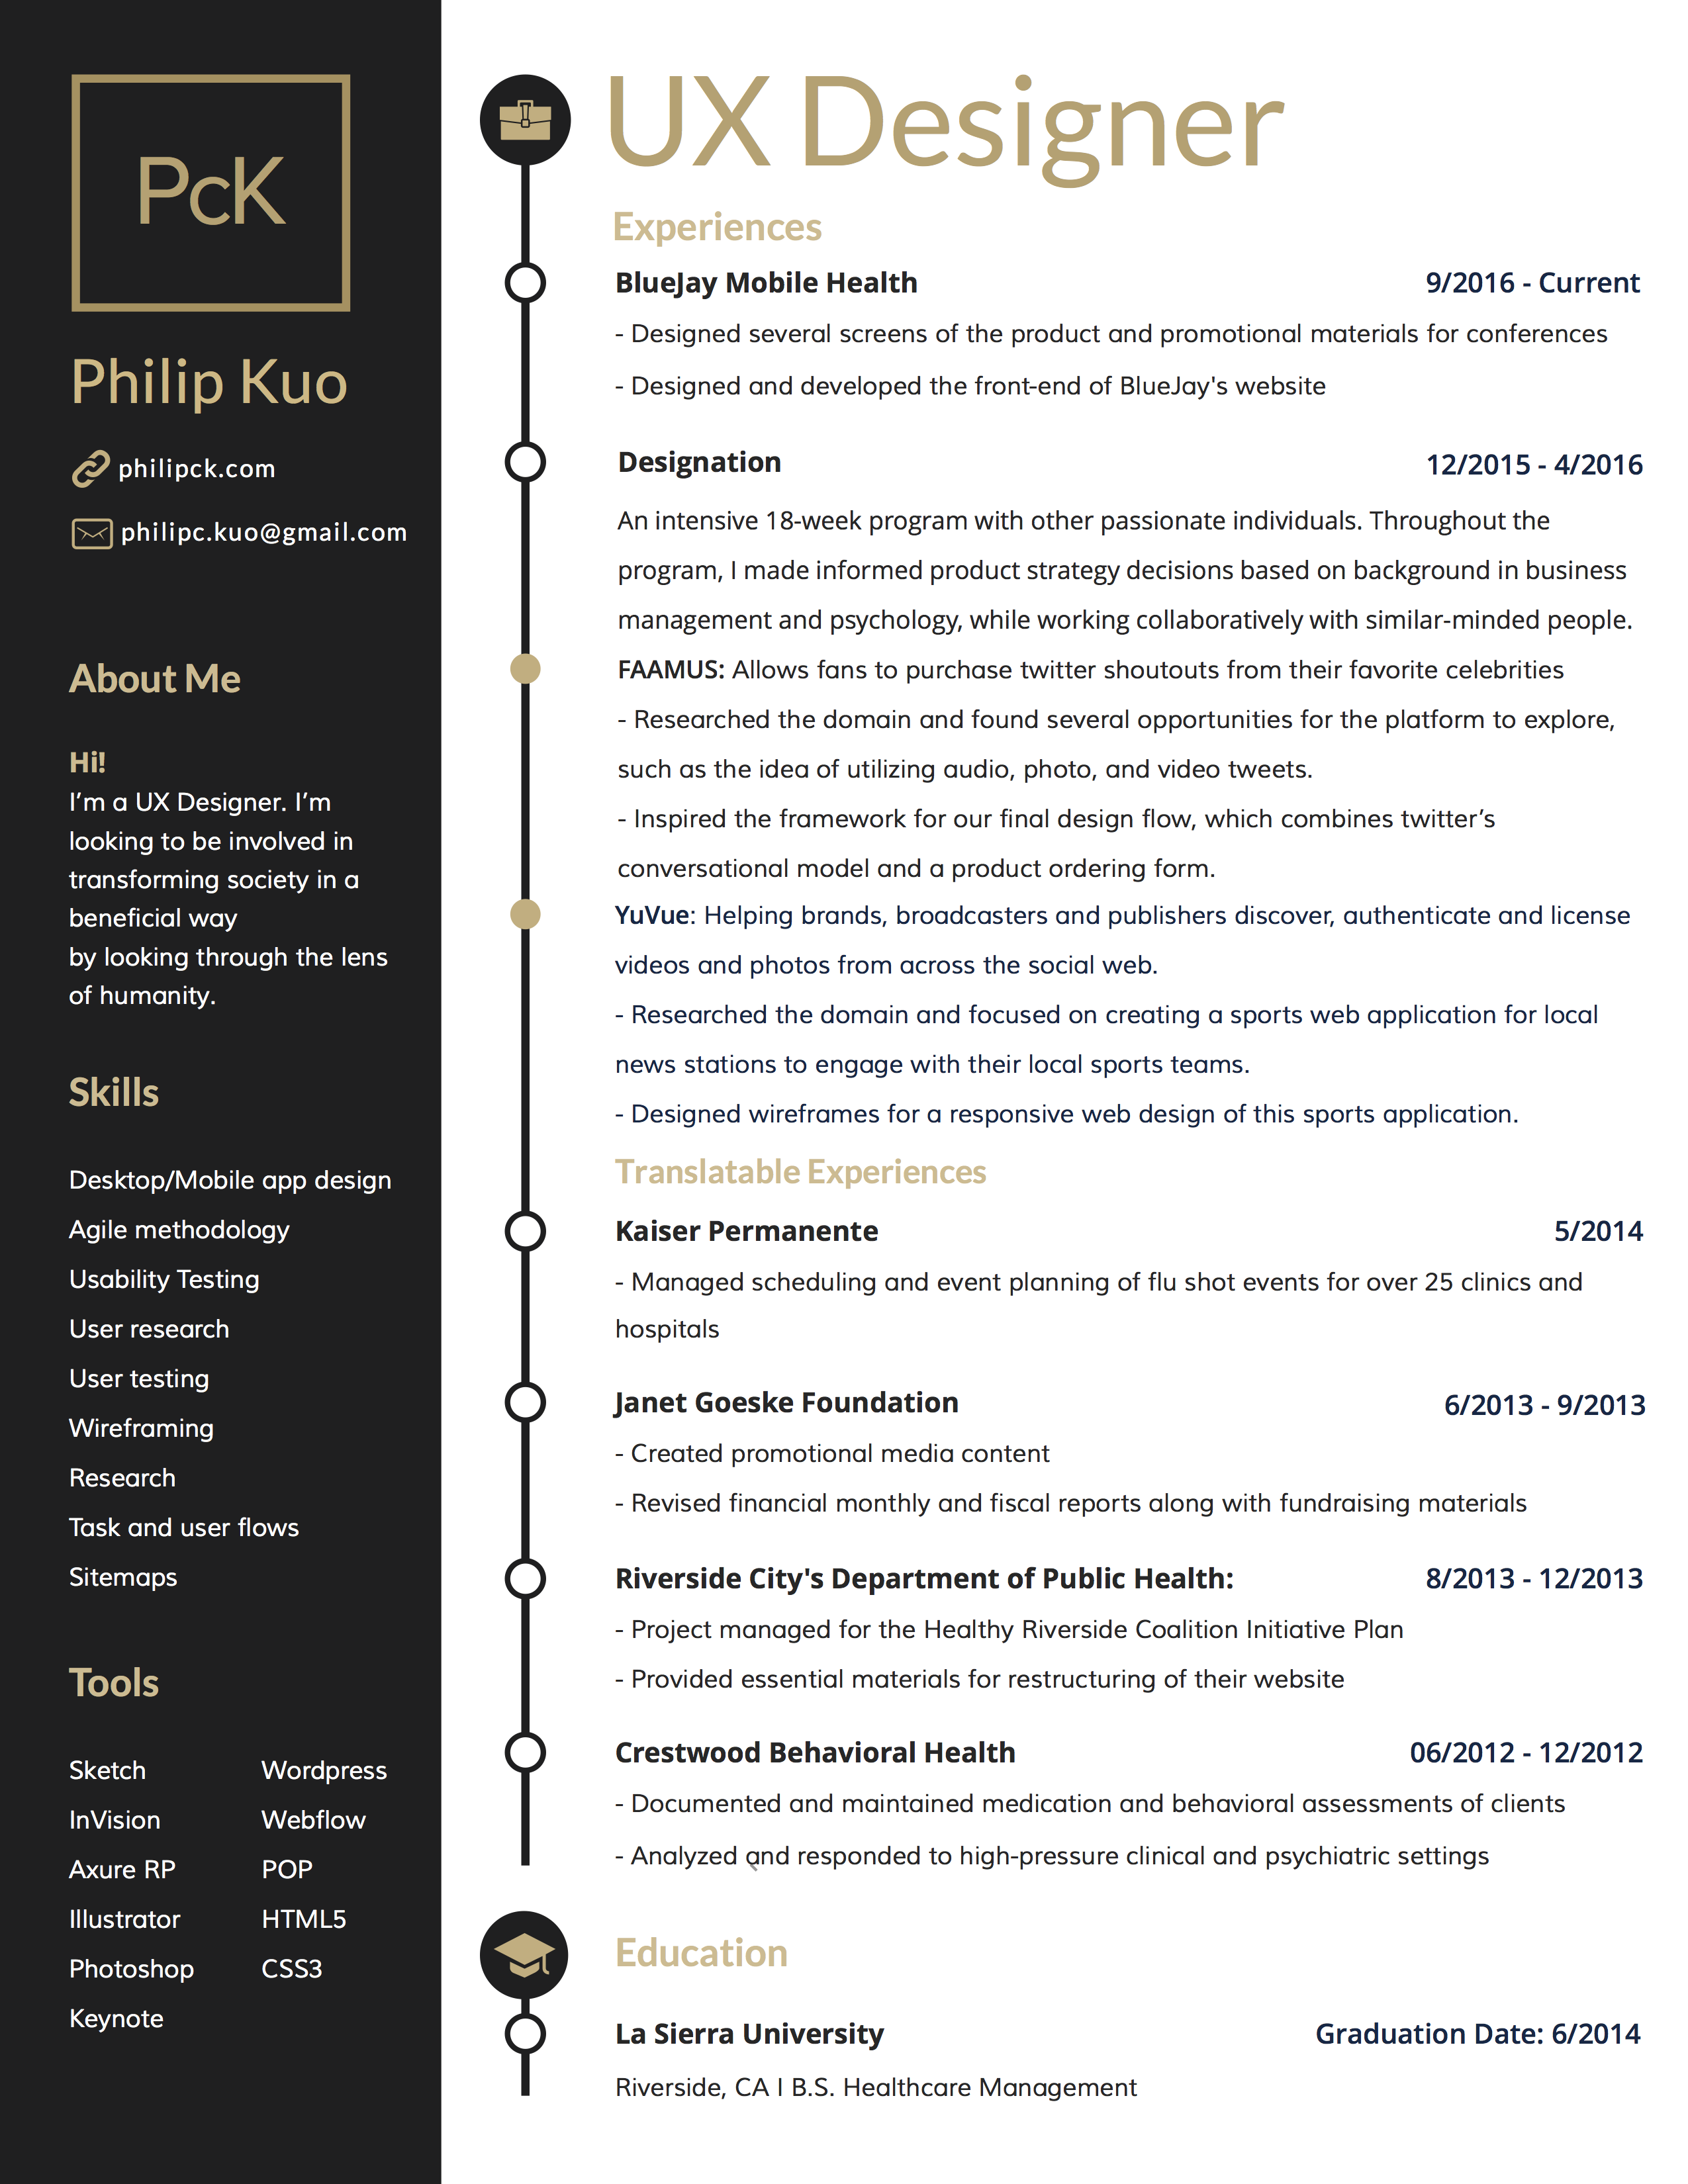 PcK
Philip Kuo
philipck.com
philipc.kuo@gmail.com
About Me
Hi!
I’m a UX Designer. I’m
looking to be involved in
transforming society in a
beneficial way
by looking through the lens
of humanity.
Skills
Desktop/Mobile app design
Agile methodology
Usability Testing
User research
User testing
Wireframing
Research
Task and user flows
Sitemaps
Tools
Sketch Wordpress
InVision Webflow
Axure RP POP
Illustrator HTML5
Photoshop CSS3
Keynote
UX Designer
Experiences
BlueJay Mobile Health 9/2016 - Current
- Designed several screens of the product and promotional materials for conferences
- Designed and developed the front-end of BlueJay's website
Designation 12/2015 - 4/2016
An intensive 18-week program with other passionate individuals. Throughout the
program, I made informed product strategy decisions based on background in business
management and psychology, while working collaboratively with similar-minded people.
FAAMUS: Allows fans to purchase twitter shoutouts from their favorite celebrities
- Researched the domain and found several opportunities for the platform to explore,
such as the idea of utilizing audio, photo, and video tweets.
- Inspired the framework for our final design flow, which combines twitter’s
conversational model and a product ordering form.
YuVue: Helping brands, broadcasters and publishers discover, authenticate and license
videos and photos from across the social web.
- Researched the domain and focused on creating a sports web application for local
news stations to engage with their local sports teams.
- Designed wireframes for a responsive web design of this sports application.
Translatable Experiences
Kaiser Permanente 5/2014
- Managed scheduling and event planning of flu shot events for over 25 clinics and
hospitals
Janet Goeske Foundation 6/2013 - 9/2013
- Created promotional media content
- Revised financial monthly and fiscal reports along with fundraising materials
Riverside City's Department of Public Health: 8/2013 - 12/2013
- Project managed for the Healthy Riverside Coalition Initiative Plan
- Provided essential materials for restructuring of their website
Crestwood Behavioral Health 06/2012 - 12/2012
- Documented and maintained medication and behavioral assessments of clients
- Analyzed and responded to high-pressure clinical and psychiatric settings
Education
La Sierra University Graduation Date: 6/2014
Riverside, CA I B.S. Healthcare Management